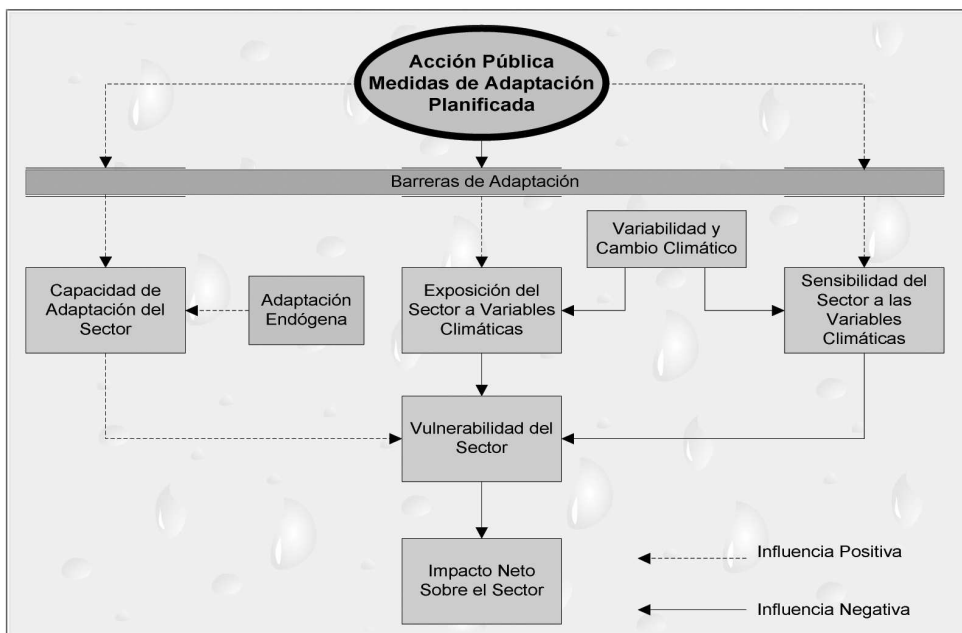 Acción Pública
Medidas de Adaptación
Planificada
Barreras de Adaptación
Variabilidad y
Cambio Climático
Capacidad de
Adaptación del
Sector
Adaptación
Endógena
Exposición del
Sector a Variables
Climáticas
Sensibilidad del
Sector a las
Variables
Climáticas
Vulnerabilidad del
Sector
Impacto Neto
Sobre el Sector
Influencia Positiva
Influencia Negativa